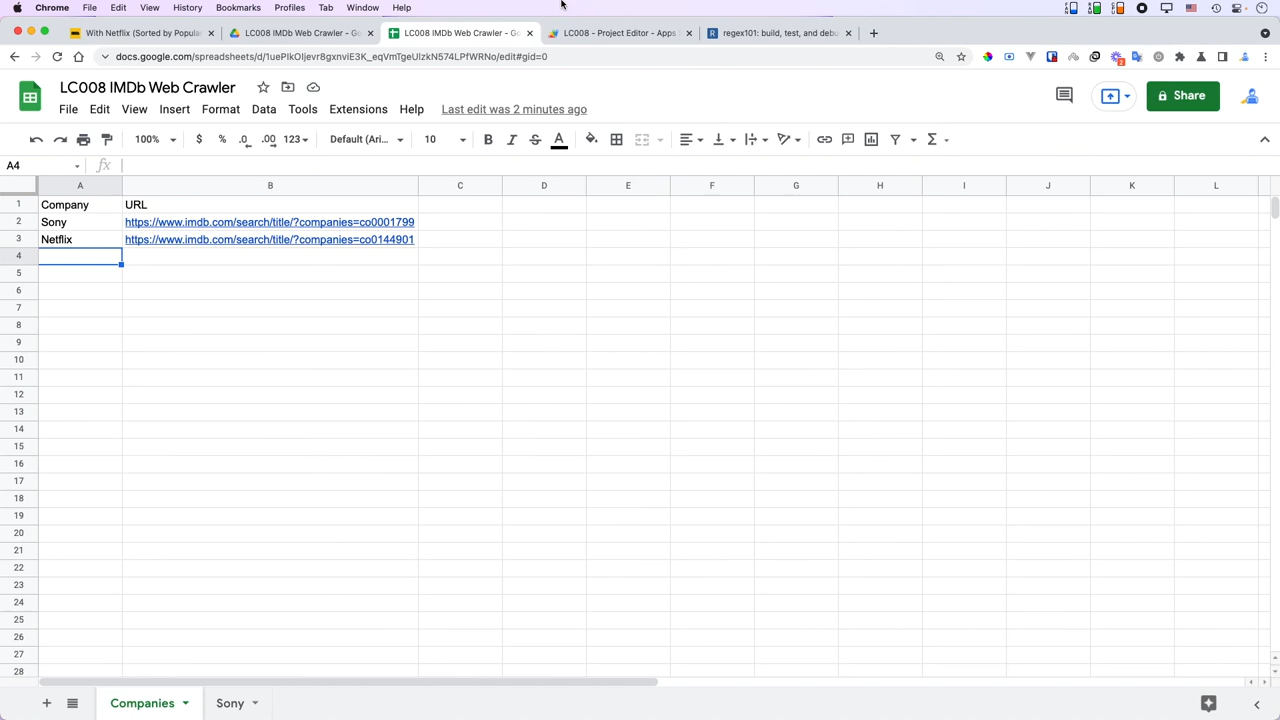 Chrome File Edit View History Bookmarks Profiles Tab Window Help
With Netflix (Sorted by Popula LC008 IMDb Web Crawler - Go LC008 IMDb Web Crawler - Go LC008 - Project Editor - Apps S regex101: build, test, and debu
docs.google.com/spreadsheets/d/1uePIkOIjevr8gxnviE3K_eqVmTgeUIzkN574LPfWRNo/edit#gid=0
LC008 IMDb Web Crawler
File Edit View Insert Format Data Tools Extensions Help Last edit was 2 minutes ago
Share
100% $ % .0 .00 123 Default (Ari... 10 B I S A
A4 fx
A B C D E F G H I J K L
1 Company URL
2 Sony https://www.imdb.com/search/title/?companies=co0001799
3 Netflix https://www.imdb.com/search/title/?companies=co0144901
4
5
6
7
8
9
10
11
12
13
14
15
16
17
18
19
20
21
22
23
24
25
26
27
28
Companies Sony